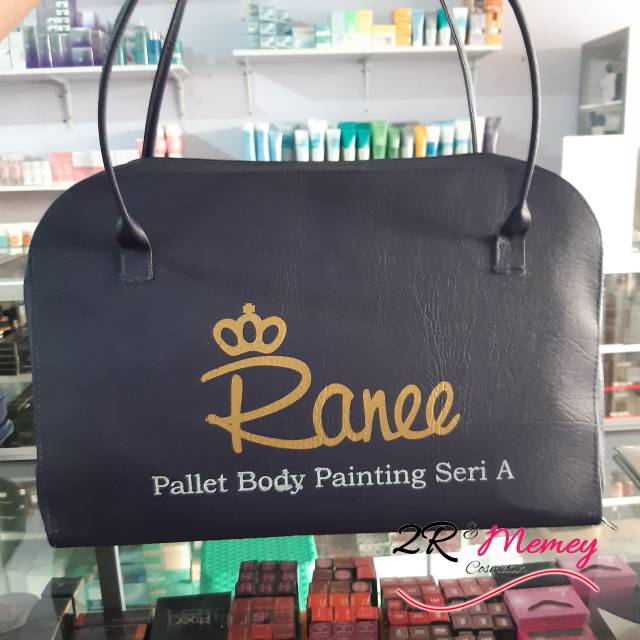 Ranee
Pallet Body Painting Seri A
2R & Memey
Cosmetic